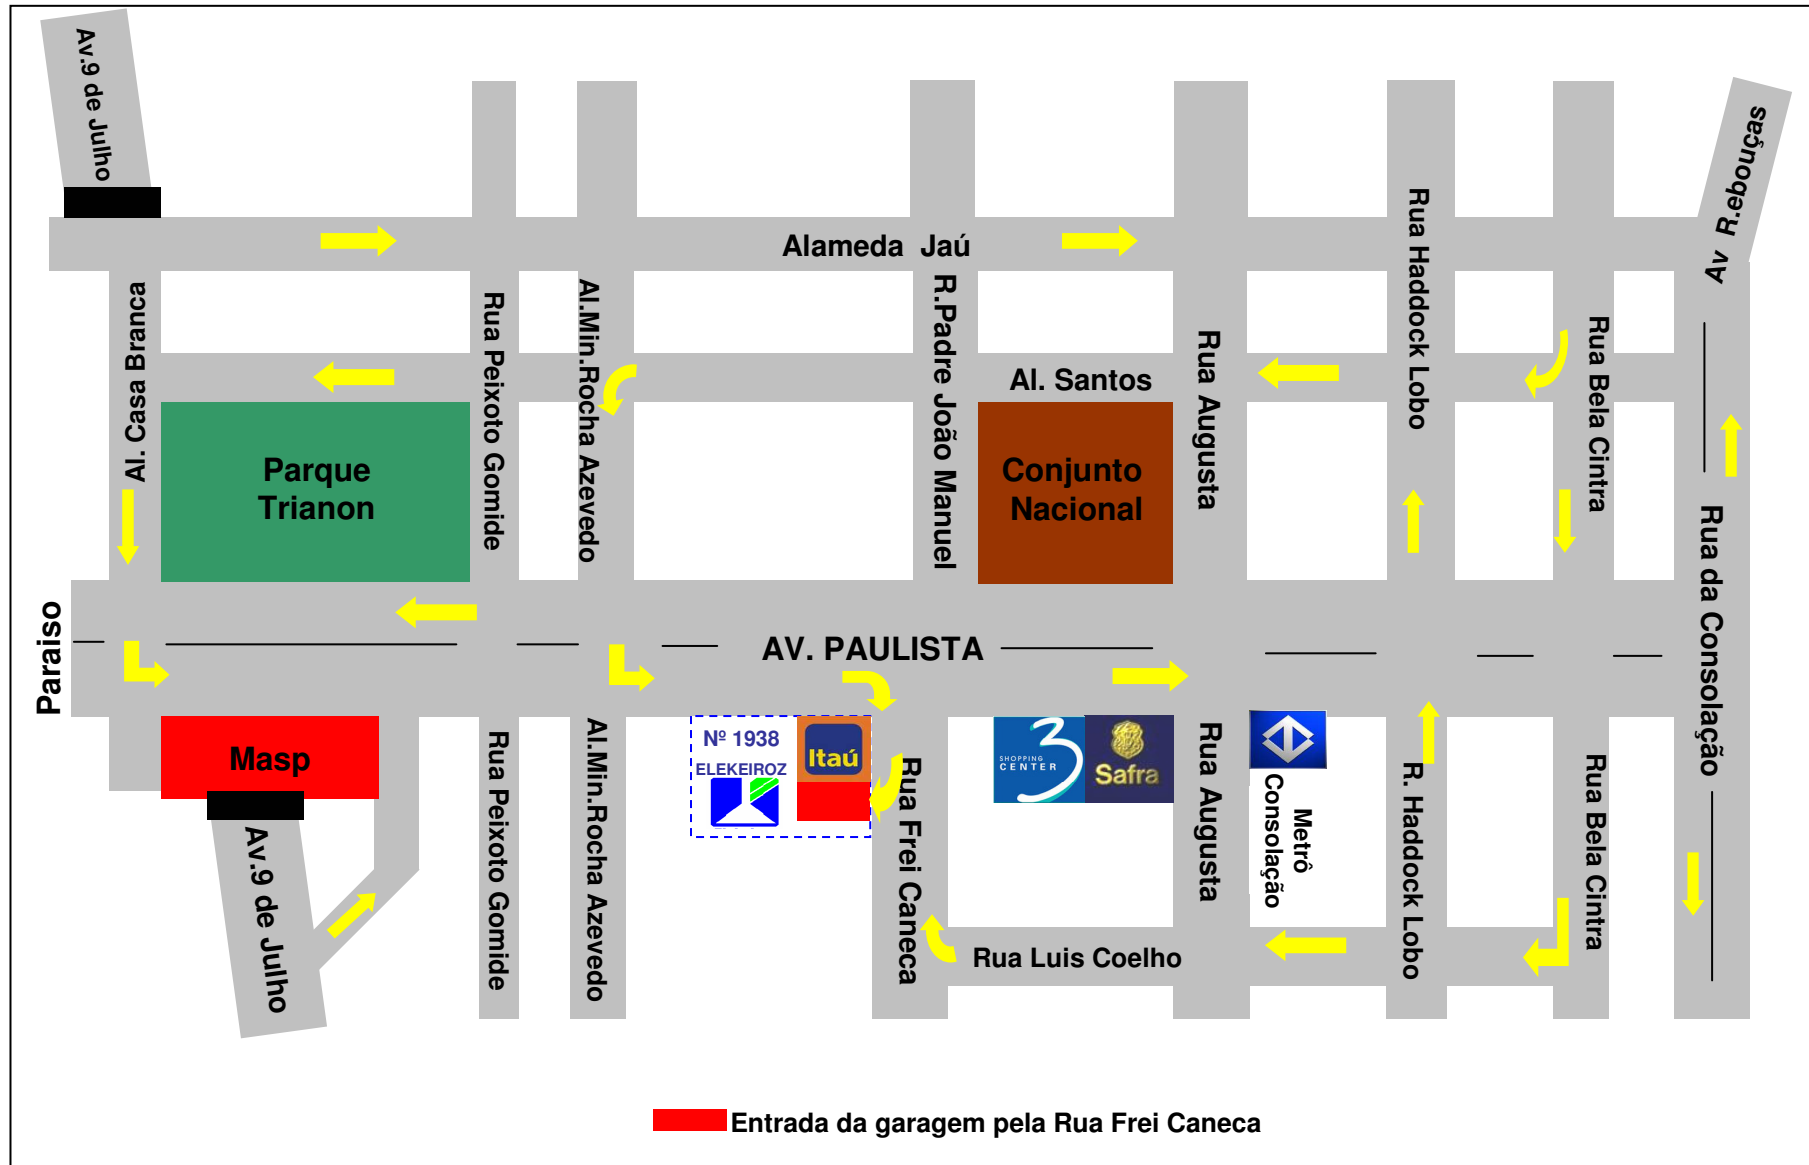 Av.9 de Julho
Av R.ebouças
Alameda Jaú
Rua Haddock Lobo
Al. Casa Branca
Rua Peixoto Gomide
Al.Min.Rocha Azevedo
R.Padre João Manuel
Al. Santos
Rua Augusta
Rua Bela Cintra
Parque
Trianon
Conjunto
Nacional
Rua da Consolação
Paraiso
AV. PAULISTA
Masp
Nº 1938
ELEKEIROZ
Itaú
SHOPPING
CENTER
3
Safra
Metrô
Consolação
Av.9 de Julho
Rua Peixoto Gomide
Al.Min.Rocha Azevedo
Rua Frei Caneca
Rua Augusta
R. Haddock Lobo
Rua Bela Cintra
Rua Luis Coelho
Entrada da garagem pela Rua Frei Caneca